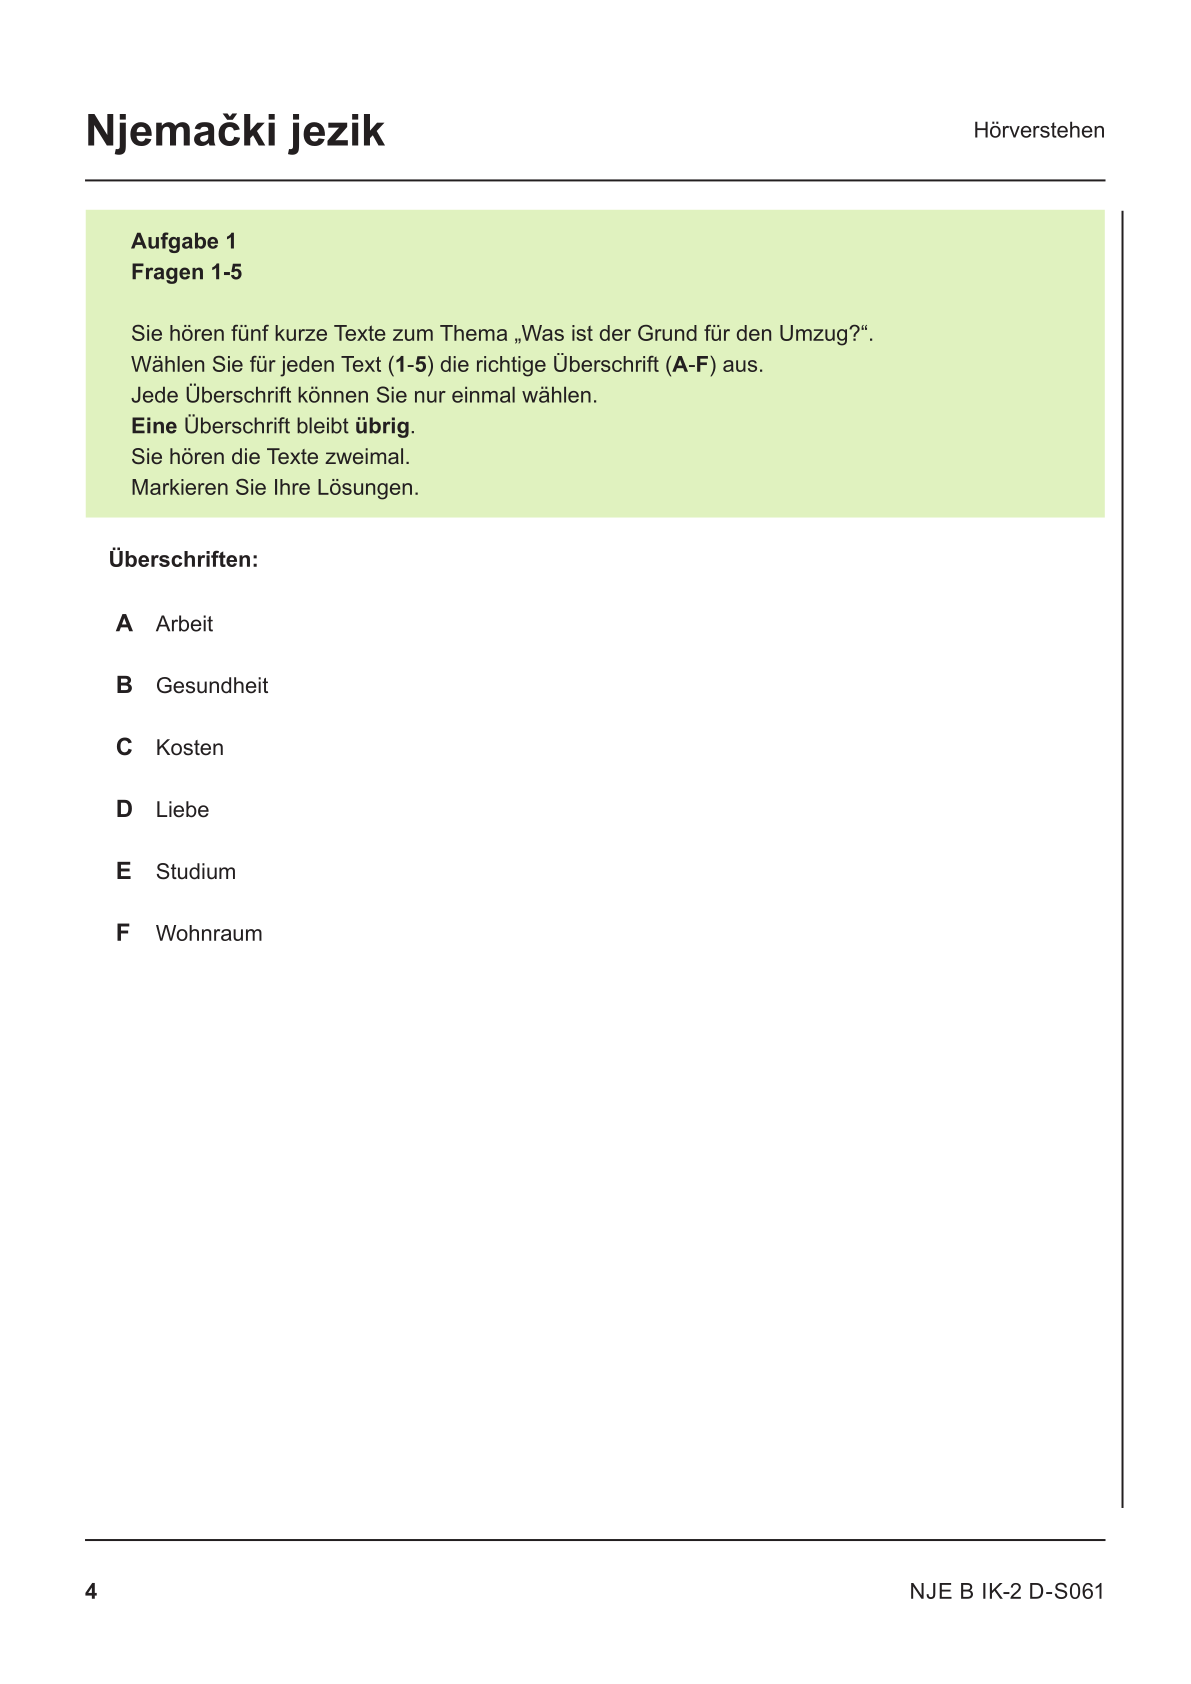 Njemački jezik
Hörverstehen
Aufgabe 1
Fragen 1-5
Sie hören fünf kurze Texte zum Thema „Was ist der Grund für den Umzug?“.
Wählen Sie für jeden Text (1-5) die richtige Überschrift (A-F) aus.
Jede Überschrift können Sie nur einmal wählen.
Eine Überschrift bleibt übrig.
Sie hören die Texte zweimal.
Markieren Sie Ihre Lösungen.
Überschriften:
A Arbeit
B Gesundheit
C Kosten
D Liebe
E Studium
F Wohnraum
4
NJE B IK-2 D-S061